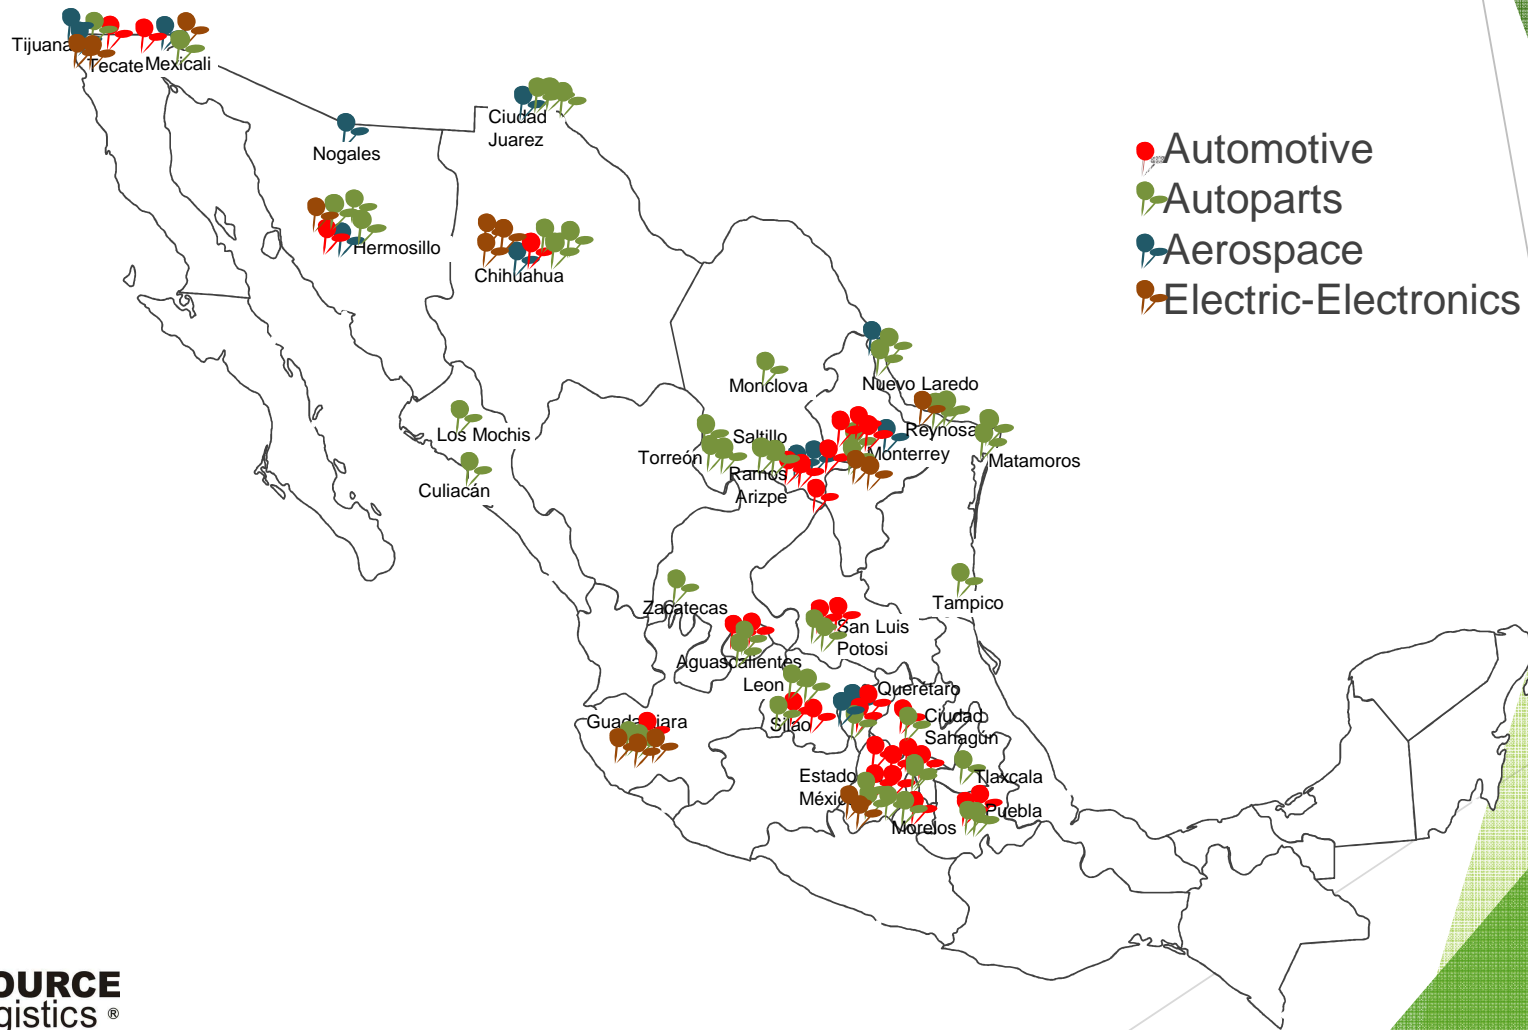 Tijuana
Tecate
Mexicali
Ciudad
Juarez
Nogales
Automotive
Autoparts
Aerospace
Electric-Electronics
Hermosillo
Chihuahua
Monclova
Nuevo Laredo
Los Mochis
Saltillo
Reynosa
Torreón
Monterrey
Matamoros
Ramos
Arizpe
Culiacán
Zacatecas
Tampico
San Luis
Potosi
Aguascalientes
Leon
Querétaro
Silao
Ciudad
Sahagún
Guadalajara
Estado
México
Tlaxcala
Puebla
Morelos
OURCE
gistics ®